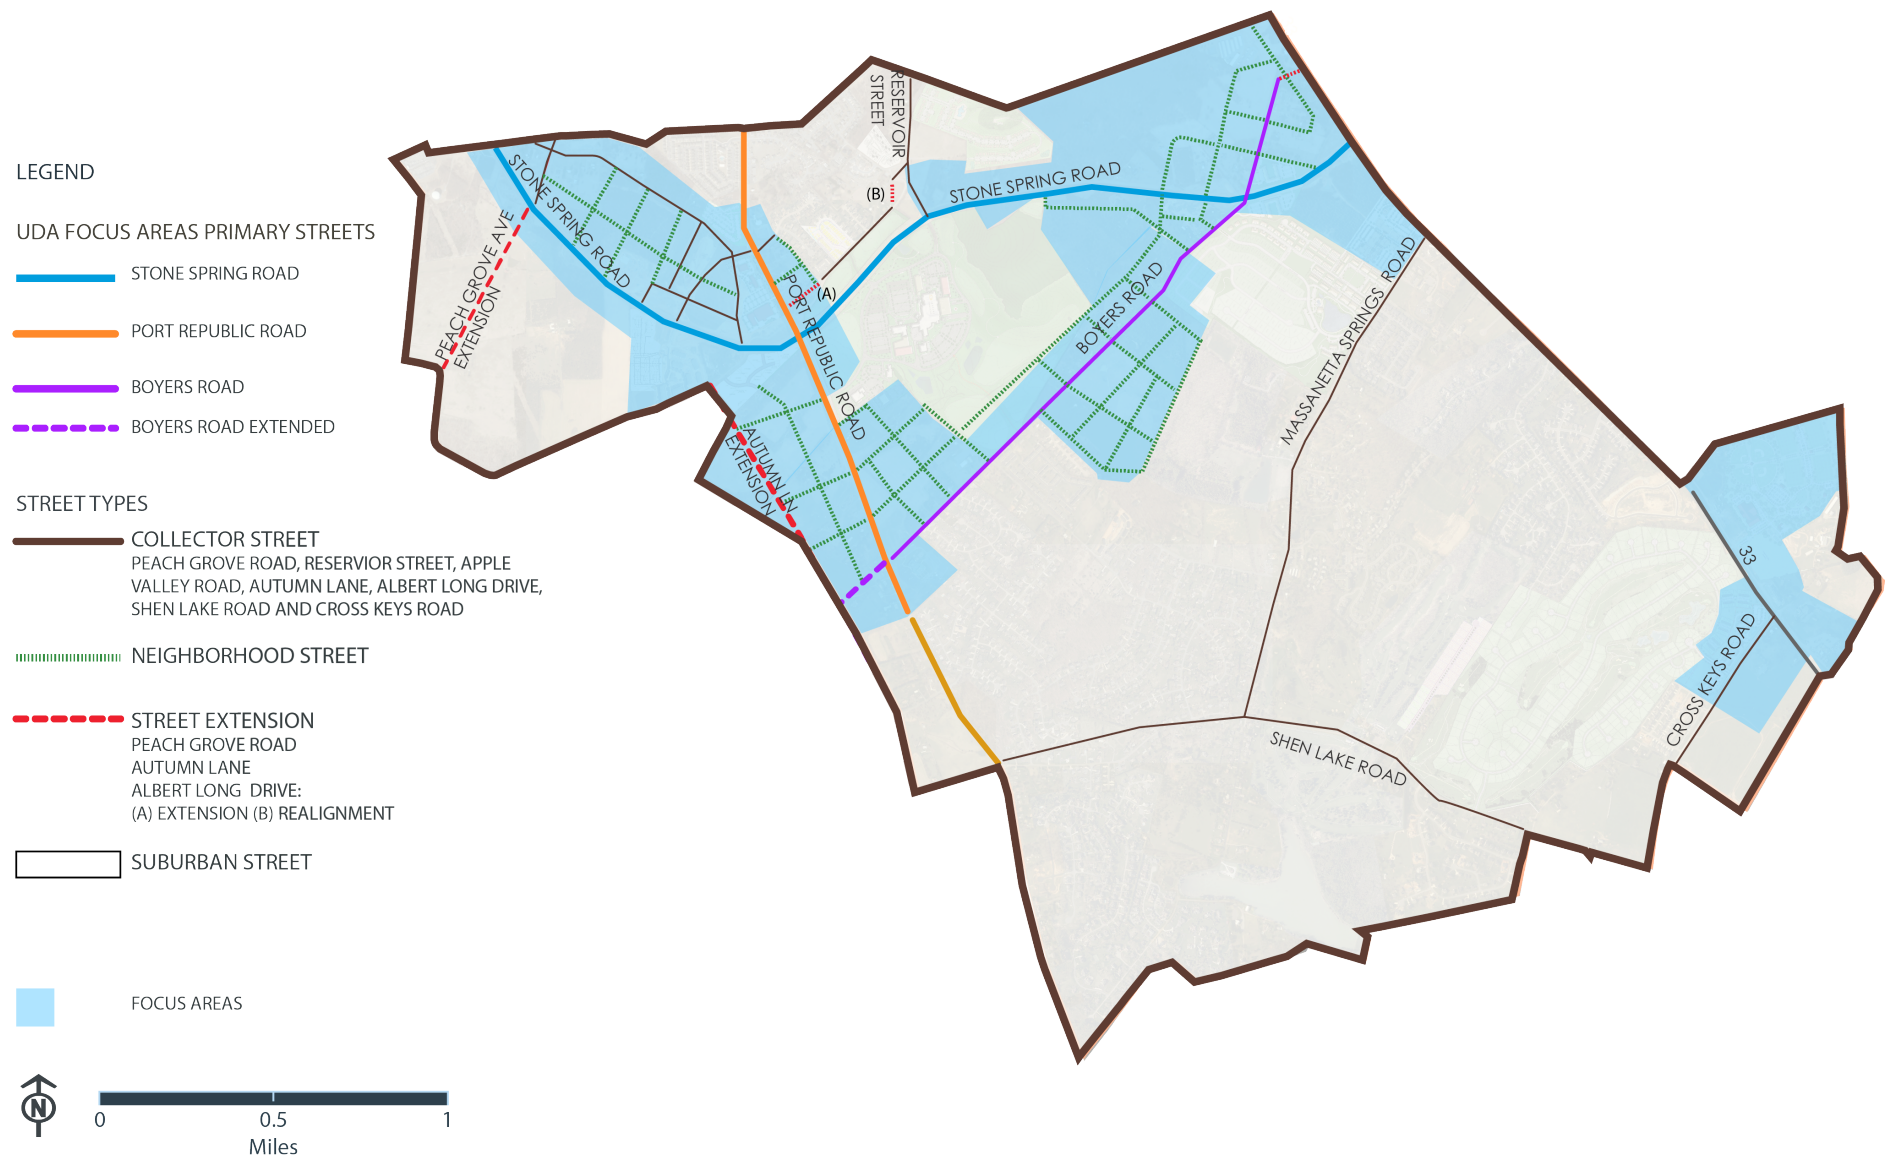 LEGEND
UDA FOCUS AREAS PRIMARY STREETS
STONE SPRING ROAD
PORT REPUBLIC ROAD
BOYERS ROAD
BOYERS ROAD EXTENDED
STREET TYPES
COLLECTOR STREET
PEACH GROVE ROAD, RESERVIOR STREET, APPLE
VALLEY ROAD, AUTUMN LANE, ALBERT LONG DRIVE,
SHEN LAKE ROAD AND CROSS KEYS ROAD
NEIGHBORHOOD STREET
STREET EXTENSION
PEACH GROVE ROAD
AUTUMN LANE
ALBERT LONG DRIVE:
(A) EXTENSION (B) REALIGNMENT
SUBURBAN STREET
FOCUS AREAS
N
0 0.5 1
Miles
STONE SPRING ROAD
PEACH GROVE AVE
EXTENSION
RESERVOIR
STREET
(B)
(A)
STONE SPRING ROAD
PORT REPUBLIC ROAD
BOYERS ROAD
AUTUMN LN
EXTENSION
MASSANETTA SPRINGS ROAD
SHEN LAKE ROAD
33
CROSS KEYS ROAD